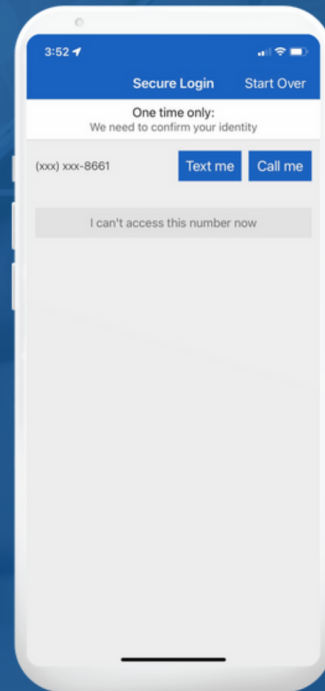 3:52
Secure Login
Start Over
One time only:
We need to confirm your identity
(xxx) xxx-8661
Text me
Call me
I can't access this number now